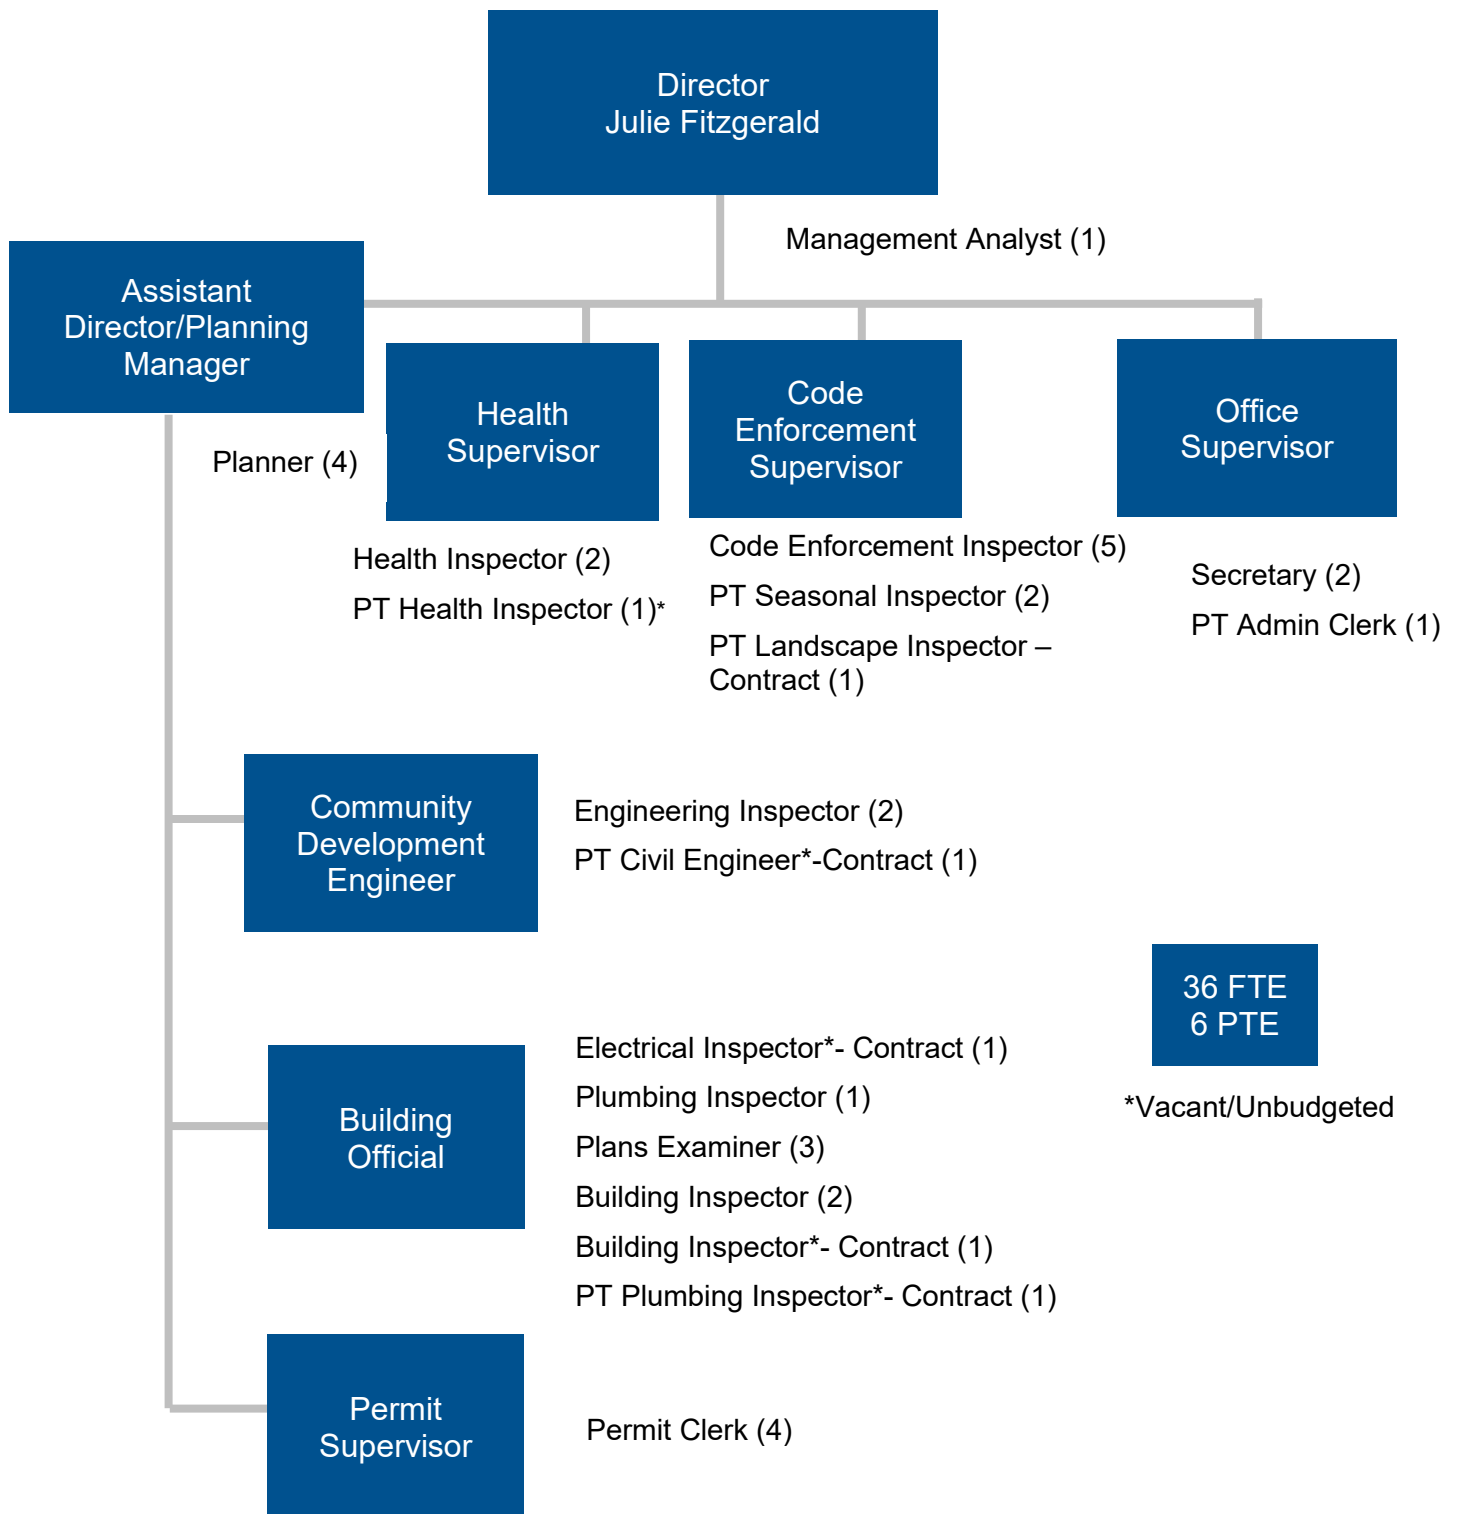 Director
Julie Fitzgerald
Management Analyst (1)
Assistant
Director/Planning
Manager
Planner (4)
Health
Supervisor
Health Inspector (2)
PT Health Inspector (1)*
Code
Enforcement
Supervisor
Code Enforcement Inspector (5)
PT Seasonal Inspector (2)
PT Landscape Inspector –
Contract (1)
Office
Supervisor
Secretary (2)
PT Admin Clerk (1)
Community
Development
Engineer
Engineering Inspector (2)
PT Civil Engineer*-Contract (1)
36 FTE
6 PTE
*Vacant/Unbudgeted
Building
Official
Electrical Inspector*- Contract (1)
Plumbing Inspector (1)
Plans Examiner (3)
Building Inspector (2)
Building Inspector*- Contract (1)
PT Plumbing Inspector*- Contract (1)
Permit
Supervisor
Permit Clerk (4)